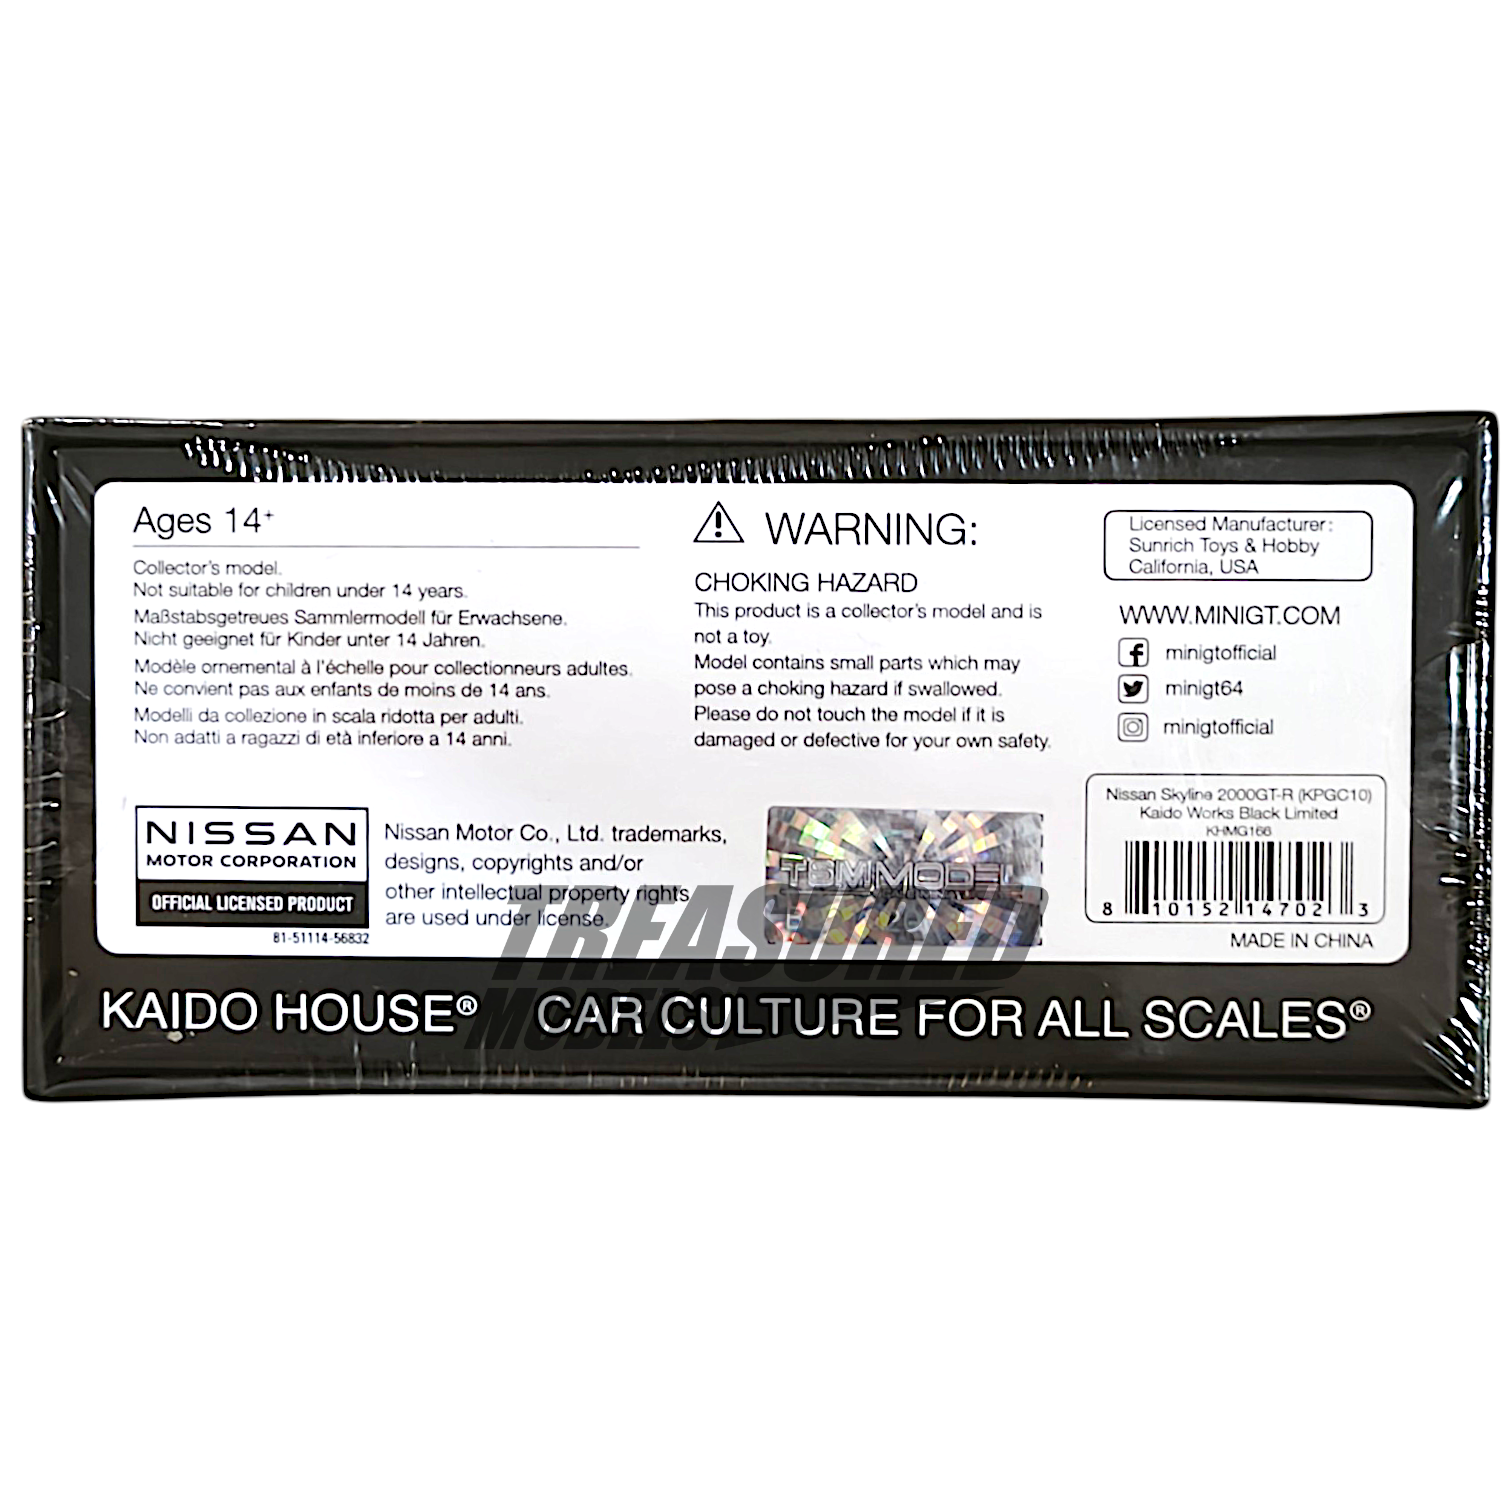 Ages 14+
Collector's model.
Not suitable for children under 14 years.
Maßstabsgetreues Sammlermodell für Erwachsene.
Nicht geeignet für Kinder unter 14 Jahren.
Modèle ornemental à l'échelle pour collectionneurs adultes.
Ne convient pas aux enfants de moins de 14 ans.
Modelli da collezione in scala ridotta per adulti.
Non adatti a ragazzi di età inferiore a 14 anni.
NISSAN
MOTOR CORPORATION
OFFICIAL LICENSED PRODUCT
81-51114-56832
Nissan Motor Co., Ltd. trademarks,
designs, copyrights and/or
other intellectual property rights
are used under license.
WARNING:
CHOKING HAZARD
This product is a collector's model and is
not a toy.
Model contains small parts which may
pose a choking hazard if swallowed.
Please do not touch the model if it is
damaged or defective for your own safety.
TSM MODEL
Licensed Manufacturer:
Sunrich Toys & Hobby
California, USA
WWW.MINIGT.COM
minigtofficial
minigt64
minigtofficial
Nissan Skyline 2000GT-R (KPGC10)
Kaido Works Black Limited
KHMG166
8 10152 14702 3
MADE IN CHINA
TREASURED
MODELS
KAIDO HOUSE® CAR CULTURE FOR ALL SCALES®